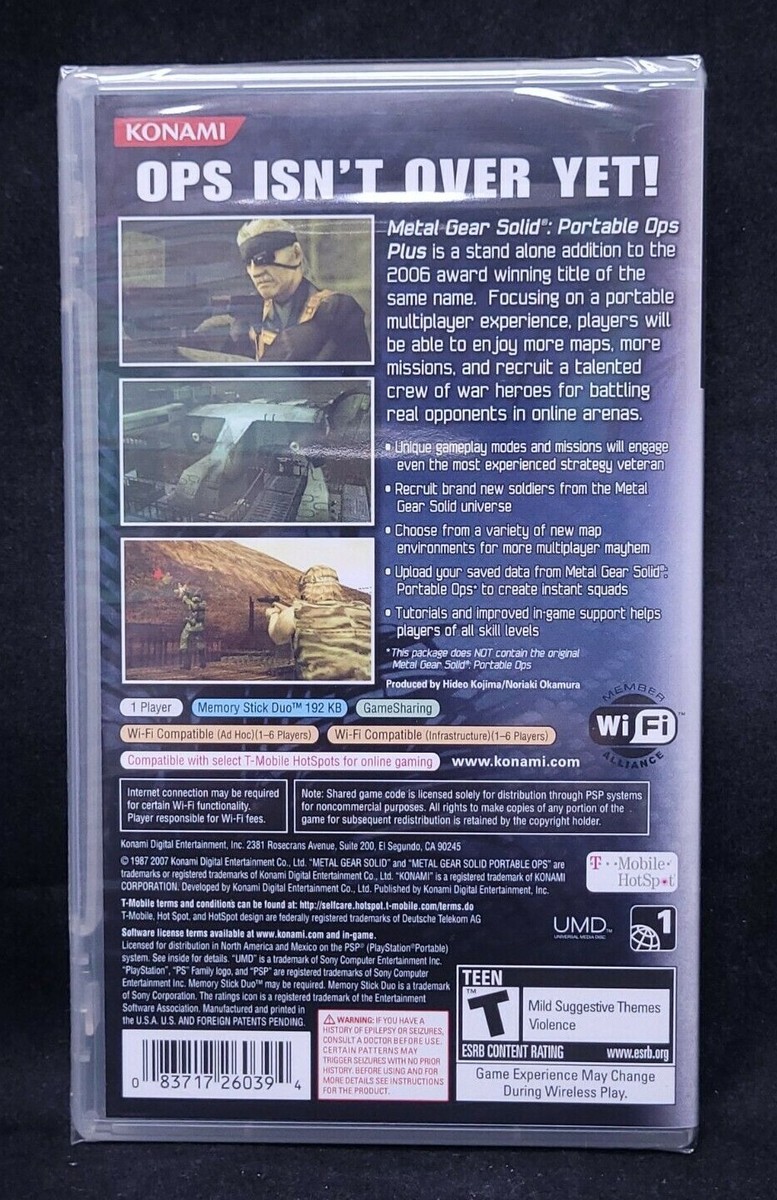 KONAMI
OPS ISN'T OVER YET!
Metal Gear Solid®: Portable Ops
Plus is a stand alone addition to the
2006 award winning title of the
same name. Focusing on a portable
multiplayer experience, players will
be able to enjoy more maps, more
missions, and recruit a talented
crew of war heroes for battling
real opponents in online arenas.
• Unique gameplay modes and missions will engage
even the most experienced strategy veteran
• Recruit brand new soldiers from the Metal
Gear Solid universe
• Choose from a variety of new map
environments for more multiplayer mayhem
• Upload your saved data from Metal Gear Solid®:
Portable Ops* to create instant squads
• Tutorials and improved in-game support helps
players of all skill levels
*This package does NOT contain the original
Metal Gear Solid®: Portable Ops
Produced by Hideo Kojima/Noriaki Okamura
1 Player
Memory Stick Duo™ 192 KB
GameSharing
Wi-Fi Compatible (Ad Hoc)(1–6 Players)
Wi-Fi Compatible (Infrastructure)(1–6 Players)
Compatible with select T-Mobile HotSpots for online gaming
www.konami.com
MEMBER
Wi Fi™
ALLIANCE
Internet connection may be required
for certain Wi-Fi functionality.
Player responsible for Wi-Fi fees.
Note: Shared game code is licensed solely for distribution through PSP systems
for noncommercial purposes. All rights to make copies of any portion of the
game for subsequent redistribution is retained by the copyright holder.
Konami Digital Entertainment, Inc. 2381 Rosecrans Avenue, Suite 200, El Segundo, CA 90245
© 1987 2007 Konami Digital Entertainment Co., Ltd. "METAL GEAR SOLID" and "METAL GEAR SOLID PORTABLE OPS" are
trademarks or registered trademarks of Konami Digital Entertainment Co., Ltd. "KONAMI" is a registered trademark of KONAMI
CORPORATION. Developed by Konami Digital Entertainment Co., Ltd. Published by Konami Digital Entertainment, Inc.
T-Mobile terms and conditions can be found at: http://selfcare.hotspot.t-mobile.com/terms.do
T-Mobile, Hot Spot, and HotSpot design are federally registered trademarks of Deutsche Telekom AG
T··Mobile·
HotSpot
Software license terms available at www.konami.com and in-game.
Licensed for distribution in North America and Mexico on the PSP® (PlayStation®Portable)
system. See inside for details. "UMD" is a trademark of Sony Computer Entertainment Inc.
"PlayStation", "PS" Family logo, and "PSP" are registered trademarks of Sony Computer
Entertainment Inc. Memory Stick Duo™ may be required. Memory Stick Duo is a trademark
of Sony Corporation. The ratings icon is a registered trademark of the Entertainment
Software Association. Manufactured and printed in
the U.S.A. U.S. AND FOREIGN PATENTS PENDING.
UMD™
UNIVERSAL MEDIA DISC
1
TEEN
T™
Mild Suggestive Themes
Violence
ESRB CONTENT RATING www.esrb.org
Game Experience May Change
During Wireless Play.
⚠ WARNING: IF YOU HAVE A
HISTORY OF EPILEPSY OR SEIZURES,
CONSULT A DOCTOR BEFORE USE.
CERTAIN PATTERNS MAY
TRIGGER SEIZURES WITH NO PRIOR
HISTORY. BEFORE USING AND FOR
MORE DETAILS SEE INSTRUCTIONS
FOR THE PRODUCT.
0 83717 26039 4